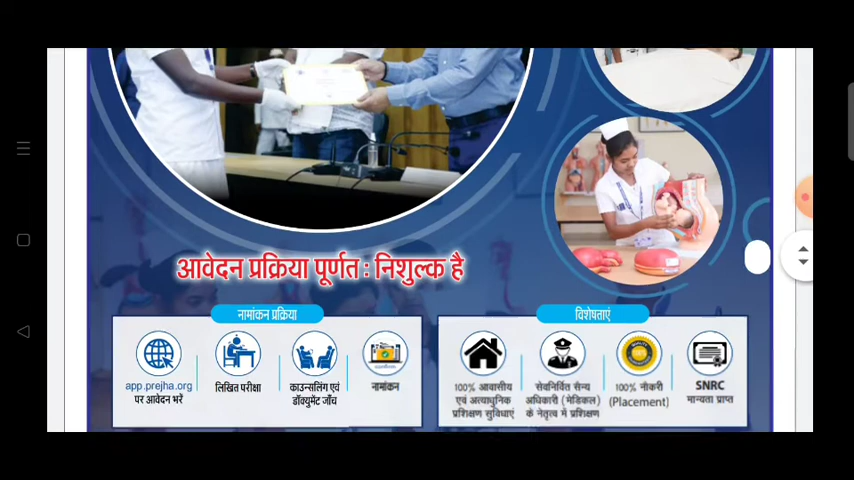 आवेदन प्रक्रिया पूर्णत : निशुल्क है
नामांकन प्रक्रिया
app.prejha.org
पर आवेदन भरें
लिखित परीक्षा
काउन्सलिंग एवं
डॉक्यूमेंट जाँच
नामांकन
विशेषताएं
100% आवासीय
एवं अत्याधुनिक
प्रशिक्षण सुविधाएं
सेवनिर्वित सैन्य
अधिकारी (मेडिकल)
के नेतृत्व में प्रशिक्षण
100% नौकरी
(Placement)
SNRC
मान्यता प्राप्त